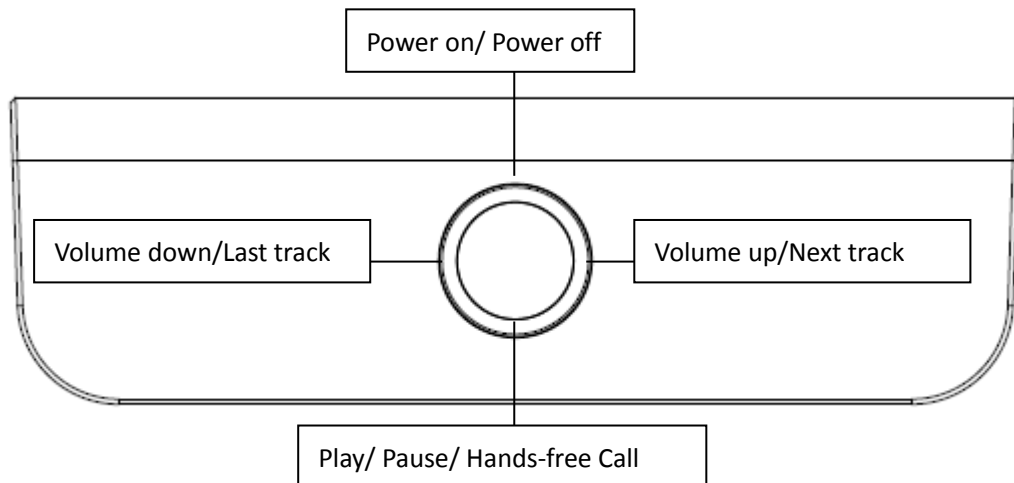 Power on/ Power off
Volume down/Last track
Volume up/Next track
Play/ Pause/ Hands-free Call